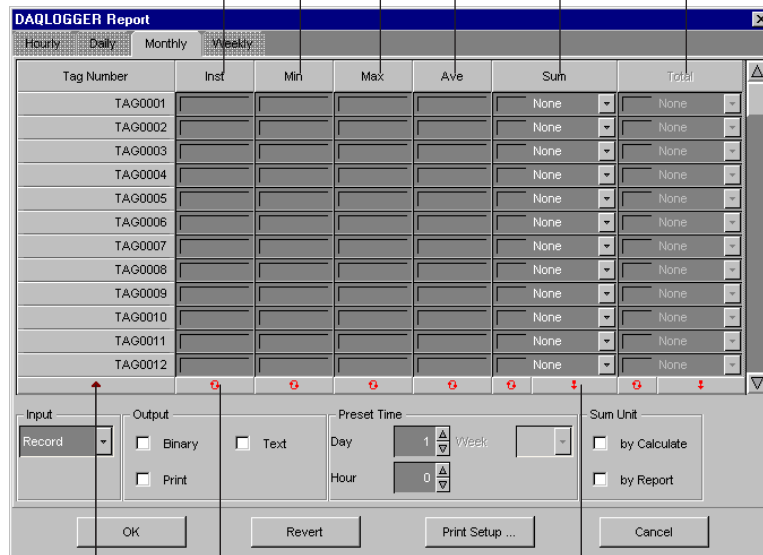 DAQLOGGER Report
Hourly Daily Monthly Weekly
Tag Number Inst Min Max Ave Sum Total
TAG0001 None None
TAG0002 None None
TAG0003 None None
TAG0004 None None
TAG0005 None None
TAG0006 None None
TAG0007 None None
TAG0008 None None
TAG0009 None None
TAG0010 None None
TAG0011 None None
TAG0012 None None
Input Output Preset Time Sum Unit
Record Binary Text Day 1 Week by Calculate
Print Hour 0 by Report
OK Revert Print Setup ... Cancel